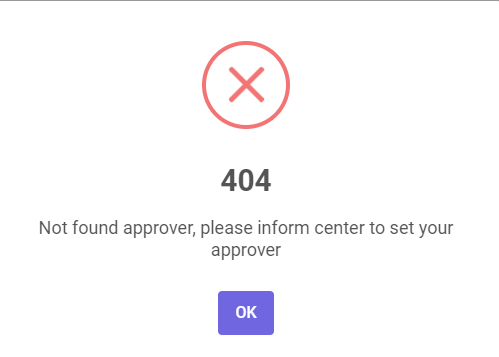 404
Not found approver, please inform center to set your
approver
OK